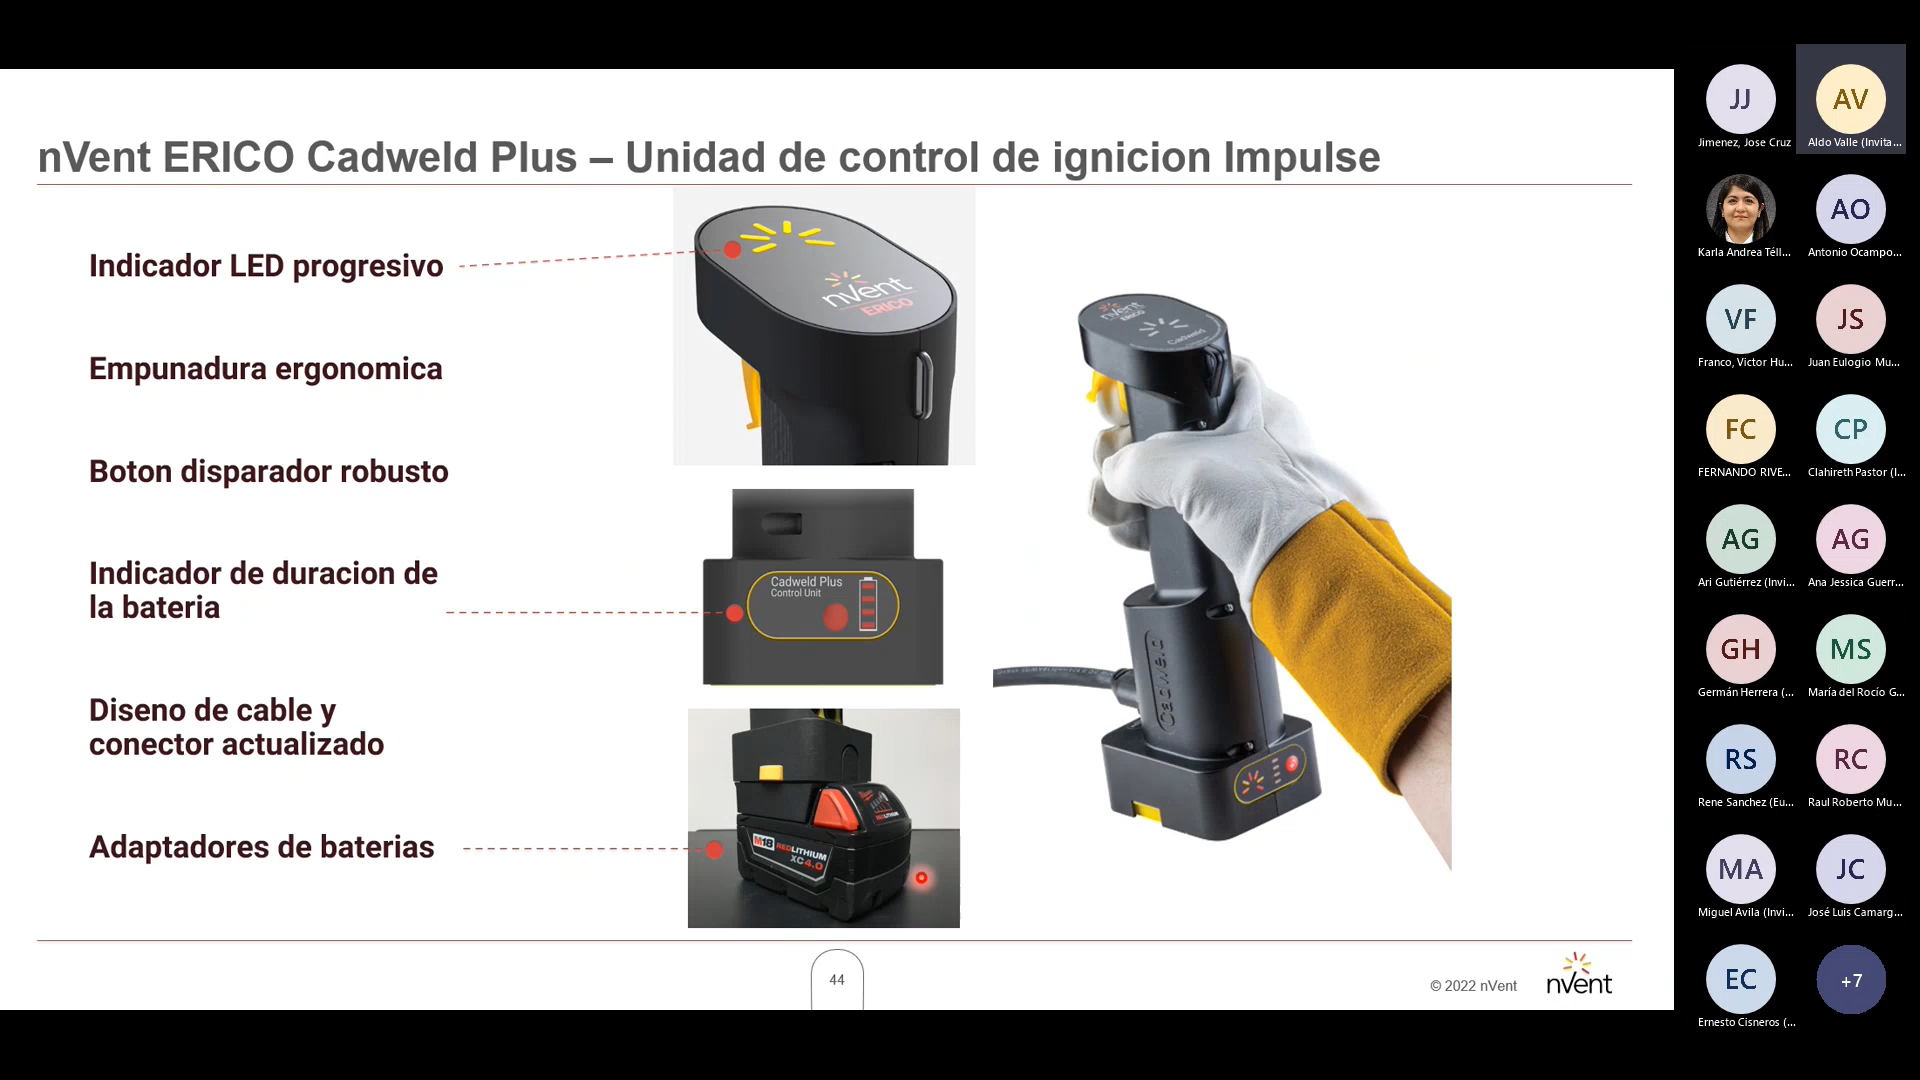 nVent ERICO Cadweld Plus – Unidad de control de ignicion Impulse
Indicador LED progresivo
Empunadura ergonomica
Boton disparador robusto
Indicador de duracion de
la bateria
Diseno de cable y
conector actualizado
Adaptadores de baterias
nVent
ERICO
Cadweld Plus
Control Unit
M18 REDLITHIUM
XC4.0
REDLITHIUM
nVent
ERICO
Cadweld
Cadweld
44
© 2022 nVent
nVent
JJ
Jimenez, Jose Cruz
AV
Aldo Valle (Invita...
Karla Andrea Téll...
AO
Antonio Ocampo...
VF
Franco, Victor Hu...
JS
Juan Eulogio Mu...
FC
FERNANDO RIVE...
CP
Clahireth Pastor (I...
AG
Ari Gutiérrez (Invi...
AG
Ana Jessica Guerr...
GH
Germán Herrera (...
MS
María del Rocío G...
RS
Rene Sanchez (Eu...
RC
Raul Roberto Mu...
MA
Miguel Avila (Invi...
JC
José Luis Camarg...
EC
Ernesto Cisneros (...
+7